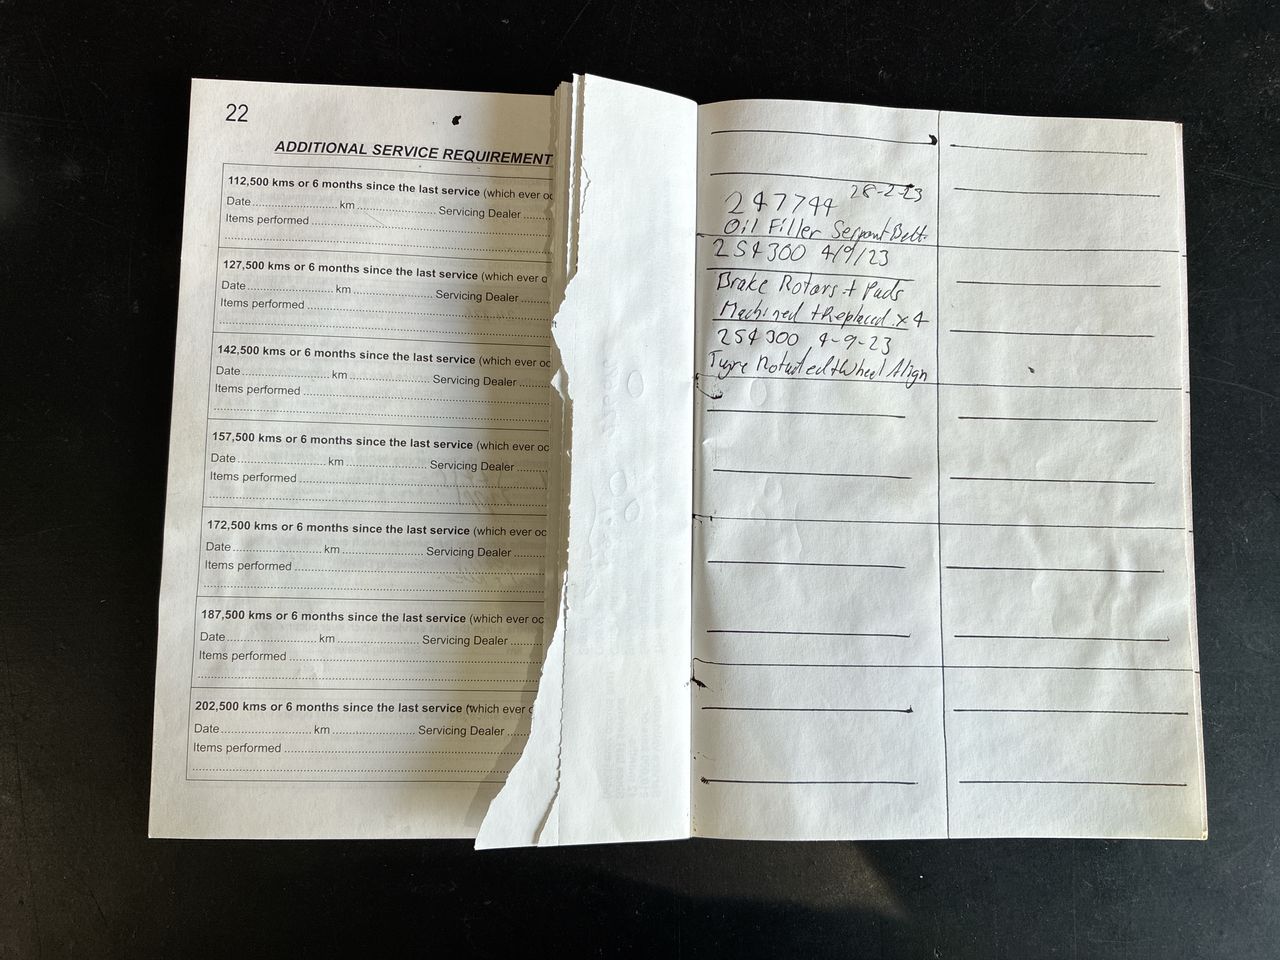 22
ADDITIONAL SERVICE REQUIREMENT
112,500 kms or 6 months since the last service (which ever oc
Date.......................km.................... Servicing Dealer ........
Items performed ....................
127,500 kms or 6 months since the last service (which ever o
Date.......................km.................... Servicing Dealer ........
Items performed ....................
142,500 kms or 6 months since the last service (which ever oc
Date.......................km.................... Servicing Dealer ........
Items performed ....................
157,500 kms or 6 months since the last service (which ever oc
Date.......................km.................... Servicing Dealer ........
Items performed ....................
172,500 kms or 6 months since the last service (which ever oc
Date.......................km.................... Servicing Dealer ........
Items performed ....................
187,500 kms or 6 months since the last service (which ever oc
Date.......................km.................... Servicing Dealer ........
Items performed ....................
202,500 kms or 6 months since the last service (which ever o
Date.......................km.................... Servicing Dealer ........
Items performed ....................
247744 28-2-23
Oil Filler Serpant Belt.
254300 4/9/23
Brake Rotors + Pads
Machined + Replaced x 4
254300 4-9-23
Tyre Rotated + Wheel Align